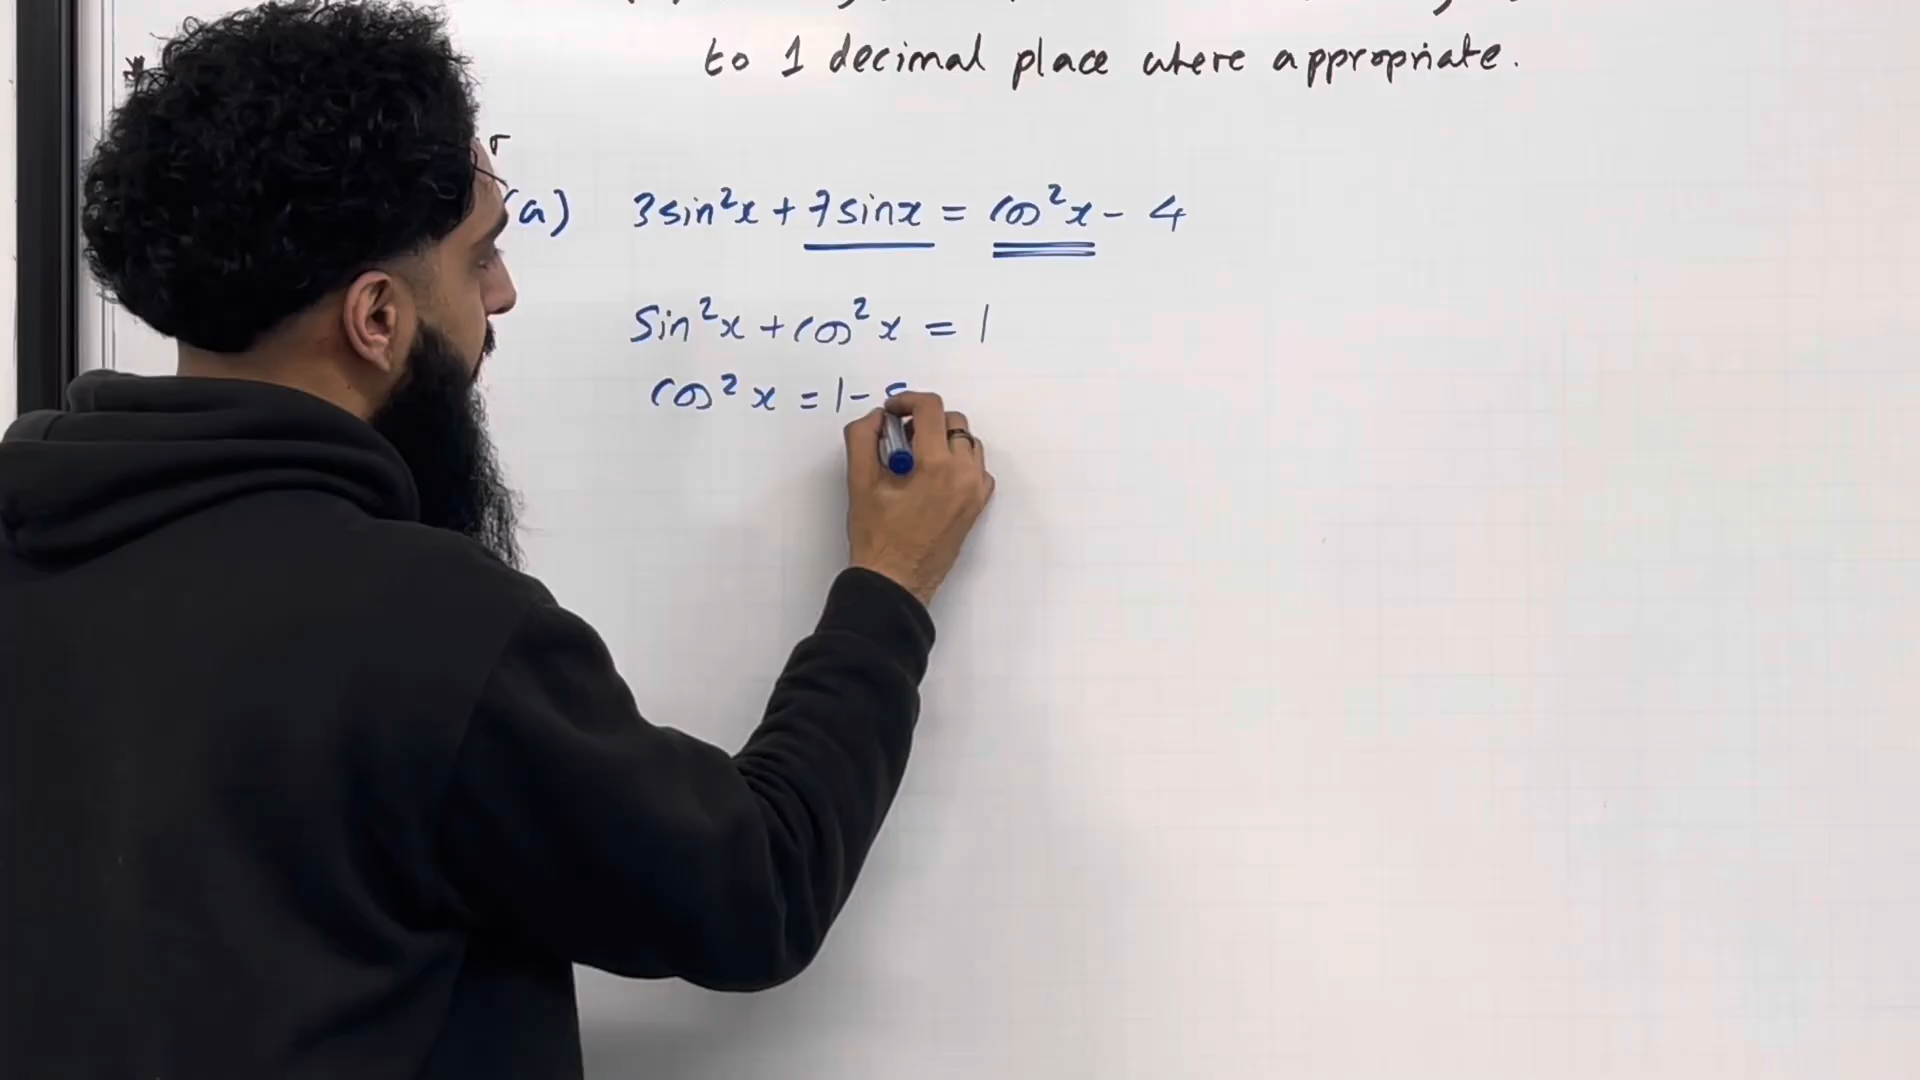 to 1 decimal place where appropriate.
(a) 3sin²x + 7sinx = cos²x - 4
sin²x + cos²x = 1
cos²x = 1 - s